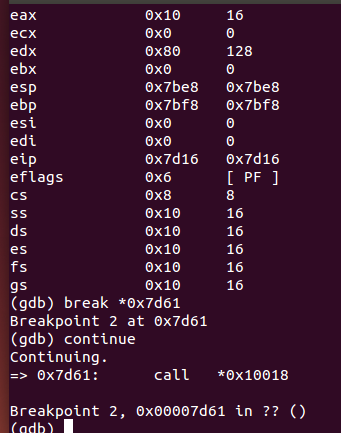 eax            0x10     16
ecx            0x0      0
edx            0x80     128
ebx            0x0      0
esp            0x7be8   0x7be8
ebp            0x7bf8   0x7bf8
esi            0x0      0
edi            0x0      0
eip            0x7d16   0x7d16
eflags         0x6      [ PF ]
cs             0x8      8
ss             0x10     16
ds             0x10     16
es             0x10     16
fs             0x10     16
gs             0x10     16
(gdb) break *0x7d61
Breakpoint 2 at 0x7d61
(gdb) continue
Continuing.
=> 0x7d61:      call   *0x10018
Breakpoint 2, 0x00007d61 in ?? ()
(gdb)